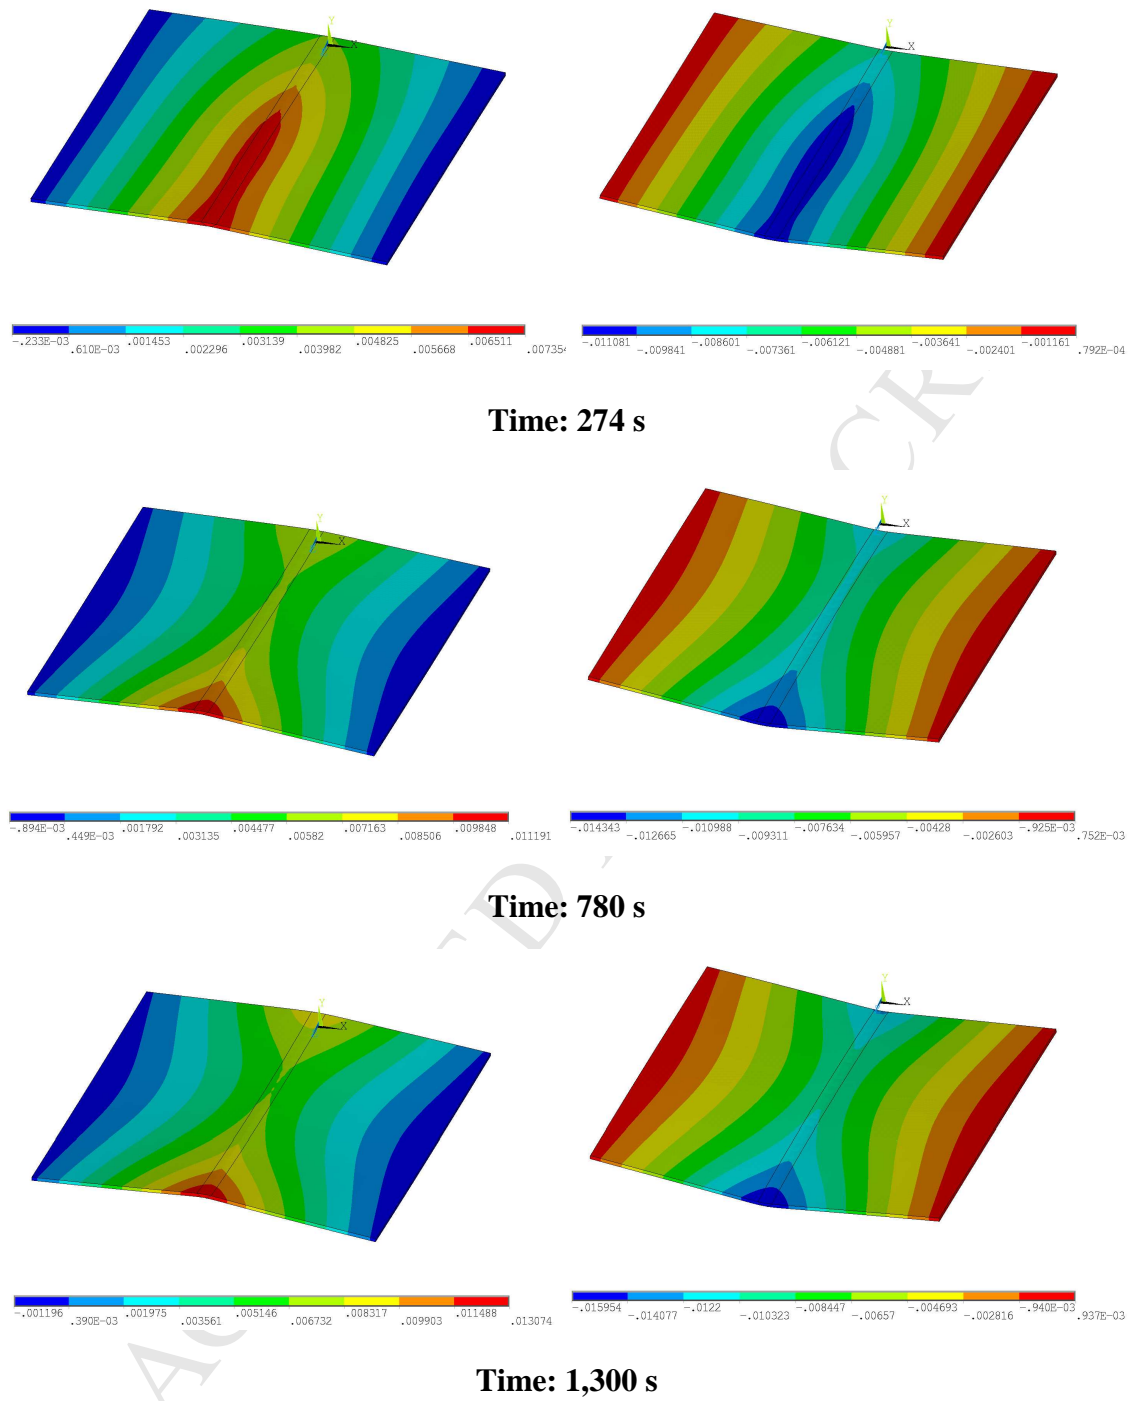 Y
X
Y
X
-.233E-03 .001453 .003139 .004825 .006511
.610E-03 .002296 .003982 .005668 .007354
-.011081 -.008601 -.006121 -.003641 -.001161
-.009841 -.007361 -.004881 -.002401 .792E-04
Time: 274 s
Y
X
Y
X
-.894E-03 .001792 .004477 .007163 .009848
.449E-03 .003135 .00582 .008506 .011191
-.014343 -.010988 -.007634 -.00428 -.925E-03
-.012665 -.009311 -.005957 -.002603 .752E-03
Time: 780 s
Y
X
Y
X
-.001196 .001975 .005146 .008317 .011488
.390E-03 .003561 .006732 .009903 .013074
-.015954 -.0122 -.008447 -.004693 -.940E-03
-.014077 -.010323 -.00657 -.002816 .937E-03
Time: 1,300 s